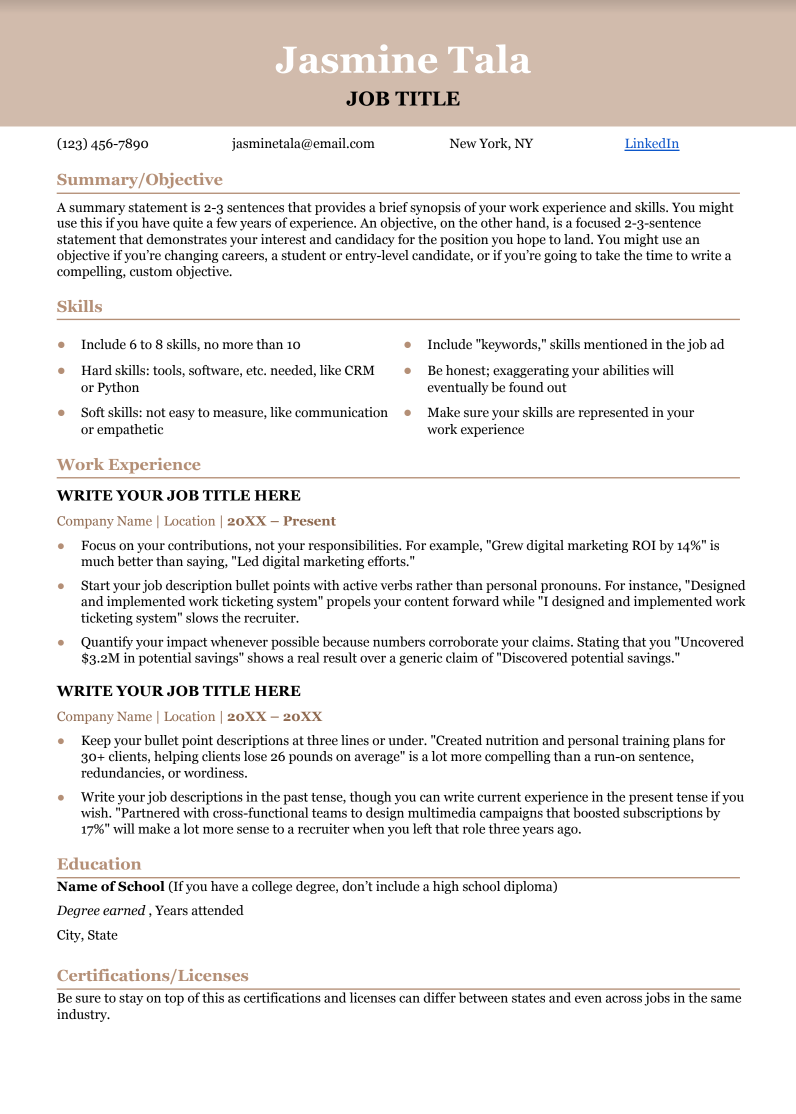 Jasmine Tala
JOB TITLE
(123) 456-7890 jasminetala@email.com New York, NY LinkedIn
Summary/Objective
A summary statement is 2-3 sentences that provides a brief synopsis of your work experience and skills. You might
use this if you have quite a few years of experience. An objective, on the other hand, is a focused 2-3-sentence
statement that demonstrates your interest and candidacy for the position you hope to land. You might use an
objective if you’re changing careers, a student or entry-level candidate, or if you’re going to take the time to write a
compelling, custom objective.
Skills
● Include 6 to 8 skills, no more than 10
● Hard skills: tools, software, etc. needed, like CRM
or Python
● Soft skills: not easy to measure, like communication
or empathetic
● Include "keywords," skills mentioned in the job ad
● Be honest; exaggerating your abilities will
eventually be found out
● Make sure your skills are represented in your
work experience
Work Experience
WRITE YOUR JOB TITLE HERE
Company Name | Location | 20XX – Present
● Focus on your contributions, not your responsibilities. For example, "Grew digital marketing ROI by 14%" is
much better than saying, "Led digital marketing efforts."
● Start your job description bullet points with active verbs rather than personal pronouns. For instance, "Designed
and implemented work ticketing system" propels your content forward while "I designed and implemented work
ticketing system" slows the recruiter.
● Quantify your impact whenever possible because numbers corroborate your claims. Stating that you "Uncovered
$3.2M in potential savings" shows a real result over a generic claim of "Discovered potential savings."
WRITE YOUR JOB TITLE HERE
Company Name | Location | 20XX – 20XX
● Keep your bullet point descriptions at three lines or under. "Created nutrition and personal training plans for
30+ clients, helping clients lose 26 pounds on average" is a lot more compelling than a run-on sentence,
redundancies, or wordiness.
● Write your job descriptions in the past tense, though you can write current experience in the present tense if you
wish. "Partnered with cross-functional teams to design multimedia campaigns that boosted subscriptions by
17%" will make a lot more sense to a recruiter when you left that role three years ago.
Education
Name of School (If you have a college degree, don’t include a high school diploma)
Degree earned , Years attended
City, State
Certifications/Licenses
Be sure to stay on top of this as certifications and licenses can differ between states and even across jobs in the same
industry.